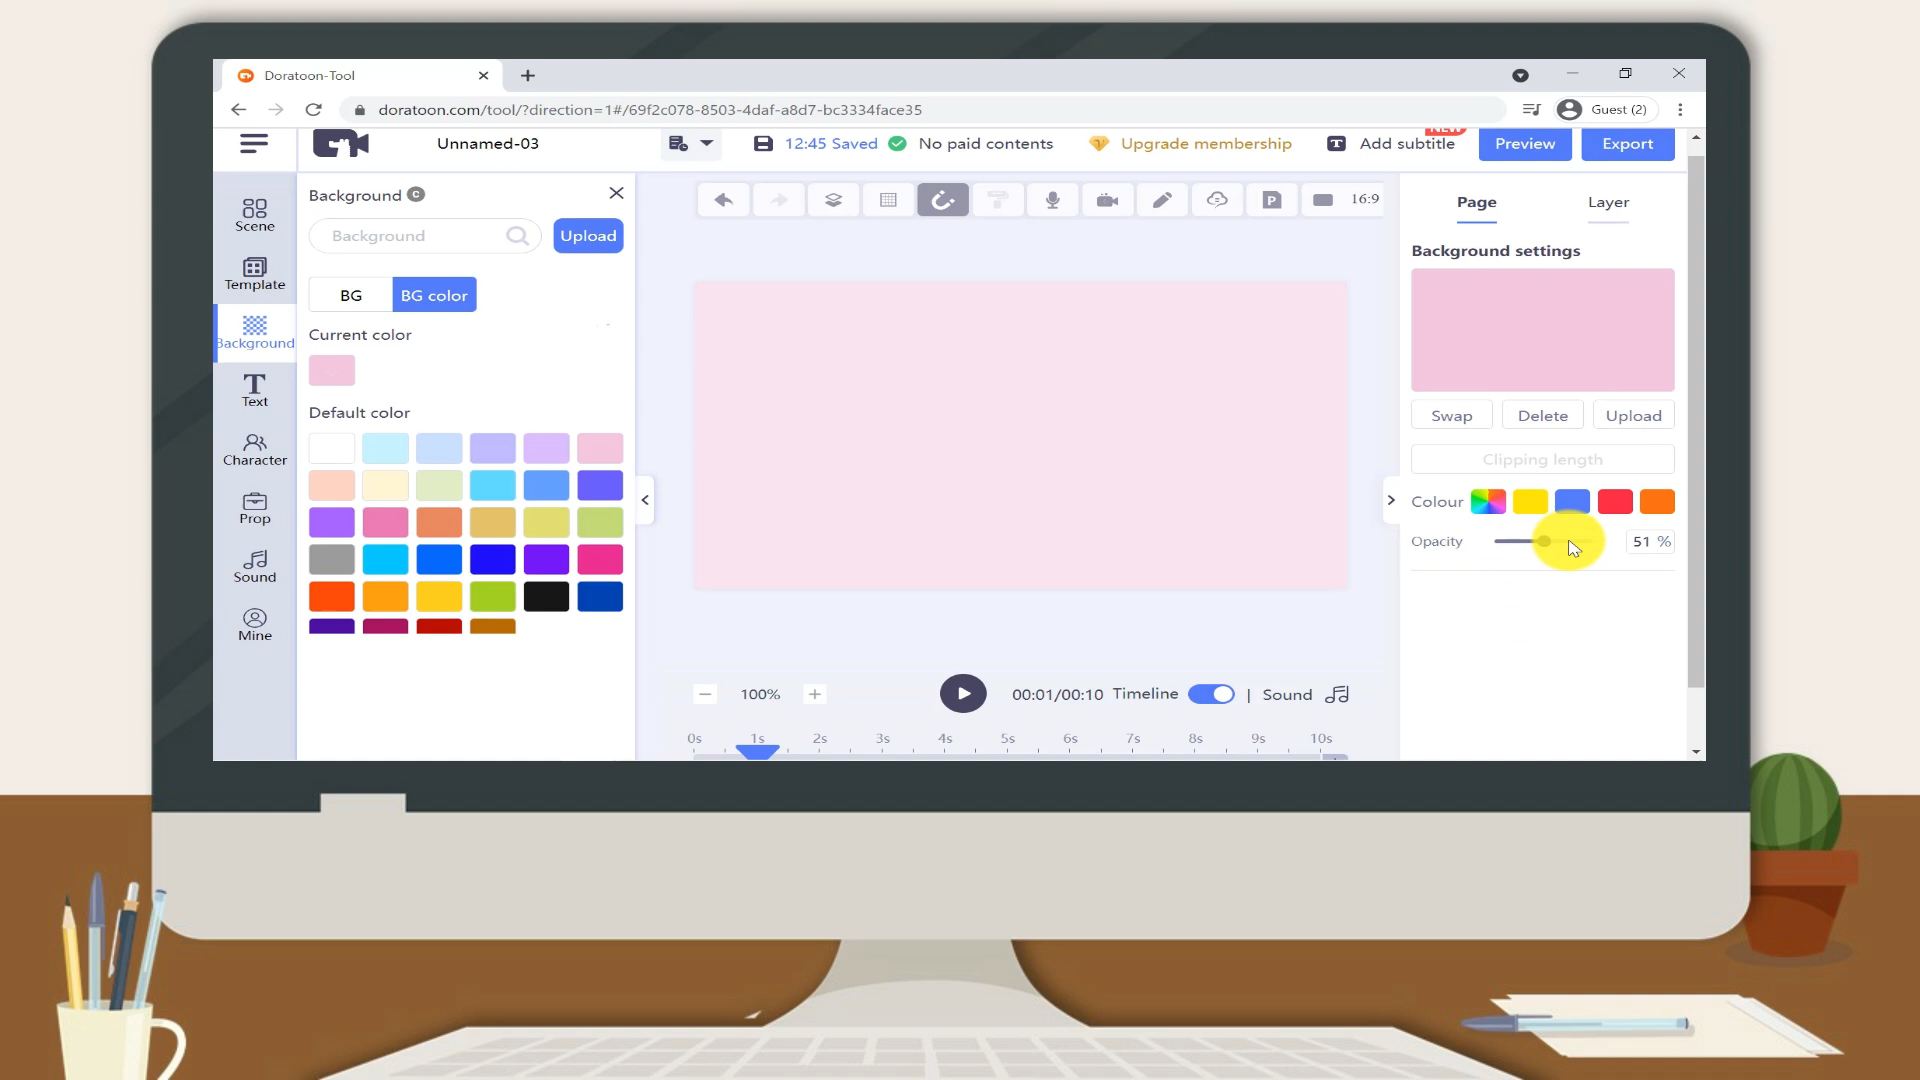 Doratoon-Tool
doratoon.com/tool/?direction=1#/69f2c078-8503-4daf-a8d7-bc3334face35
Guest (2)
Unnamed-03
12:45 Saved
No paid contents
Upgrade membership
Add subtitle
NEW
Preview
Export
Scene
Template
Background
Text
Character
Prop
Sound
Mine
Background C
Background
Upload
BG
BG color
Current color
Default color
P
16:9
100%
00:01/00:10
Timeline
|
Sound
0s 1s 2s 3s 4s 5s 6s 7s 8s 9s 10s
Page
Layer
Background settings
Swap
Delete
Upload
Clipping length
Colour
Opacity
51 %